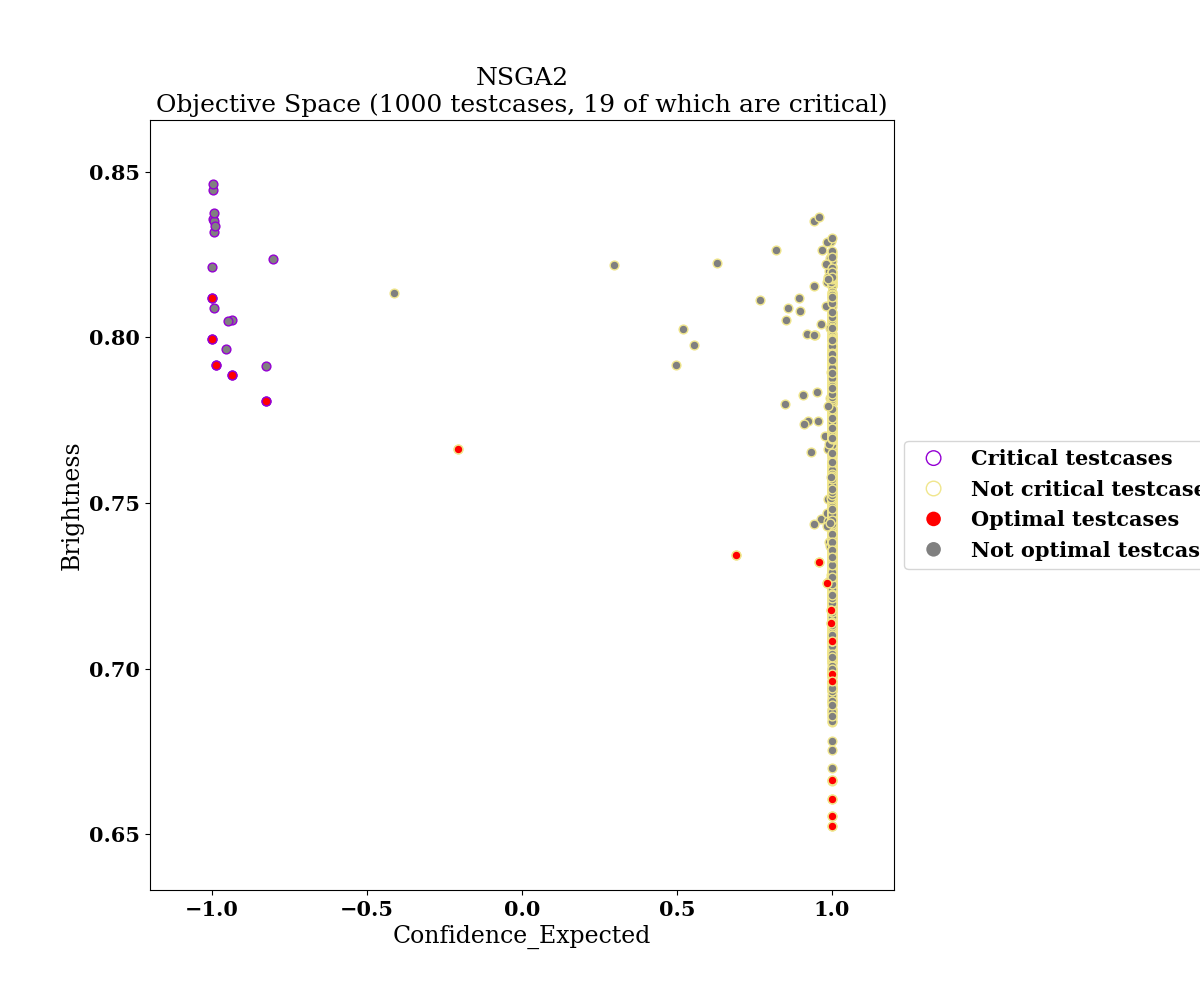 NSGA2
Objective Space (1000 testcases, 19 of which are critical)
0.85
0.80
0.75
0.70
0.65
Brightness
−1.0
−0.5
0.0
0.5
1.0
Confidence_Expected
Critical testcases
Not critical testcase
Optimal testcases
Not optimal testcas